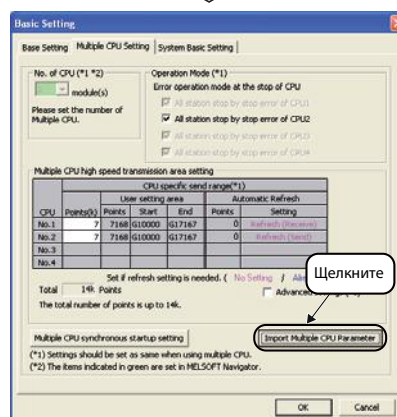 Basic Setting
Base Setting
Multiple CPU Setting
System Basic Setting
No. of CPU (*1 *2)
module(s)
Please set the number of
Multiple CPU.
Operation Mode (*1)
Error operation mode at the stop of CPU
All station stop by stop error of CPU1
All station stop by stop error of CPU2
All station stop by stop error of CPU3
All station stop by stop error of CPU4
Multiple CPU high speed transmission area setting
CPU specific send range(*1)
User setting area
Automatic Refresh
CPU Points(k) Points Start End Points Setting
No.1 7 7168 G10000 G17167 0 Refresh (Receive)
No.2 7 7168 G10000 G17167 0 Refresh (Send)
No.3
No.4
Set if refresh setting is needed. ( No Setting /
Total 14k Points
Advanced
The total number of points is up to 14k.
Щелкните
Multiple CPU synchronous startup setting
Import Multiple CPU Parameter
(*1) Settings should be set as same when using multiple CPU.
(*2) The items indicated in green are set in MELSOFT Navigator.
OK
Cancel